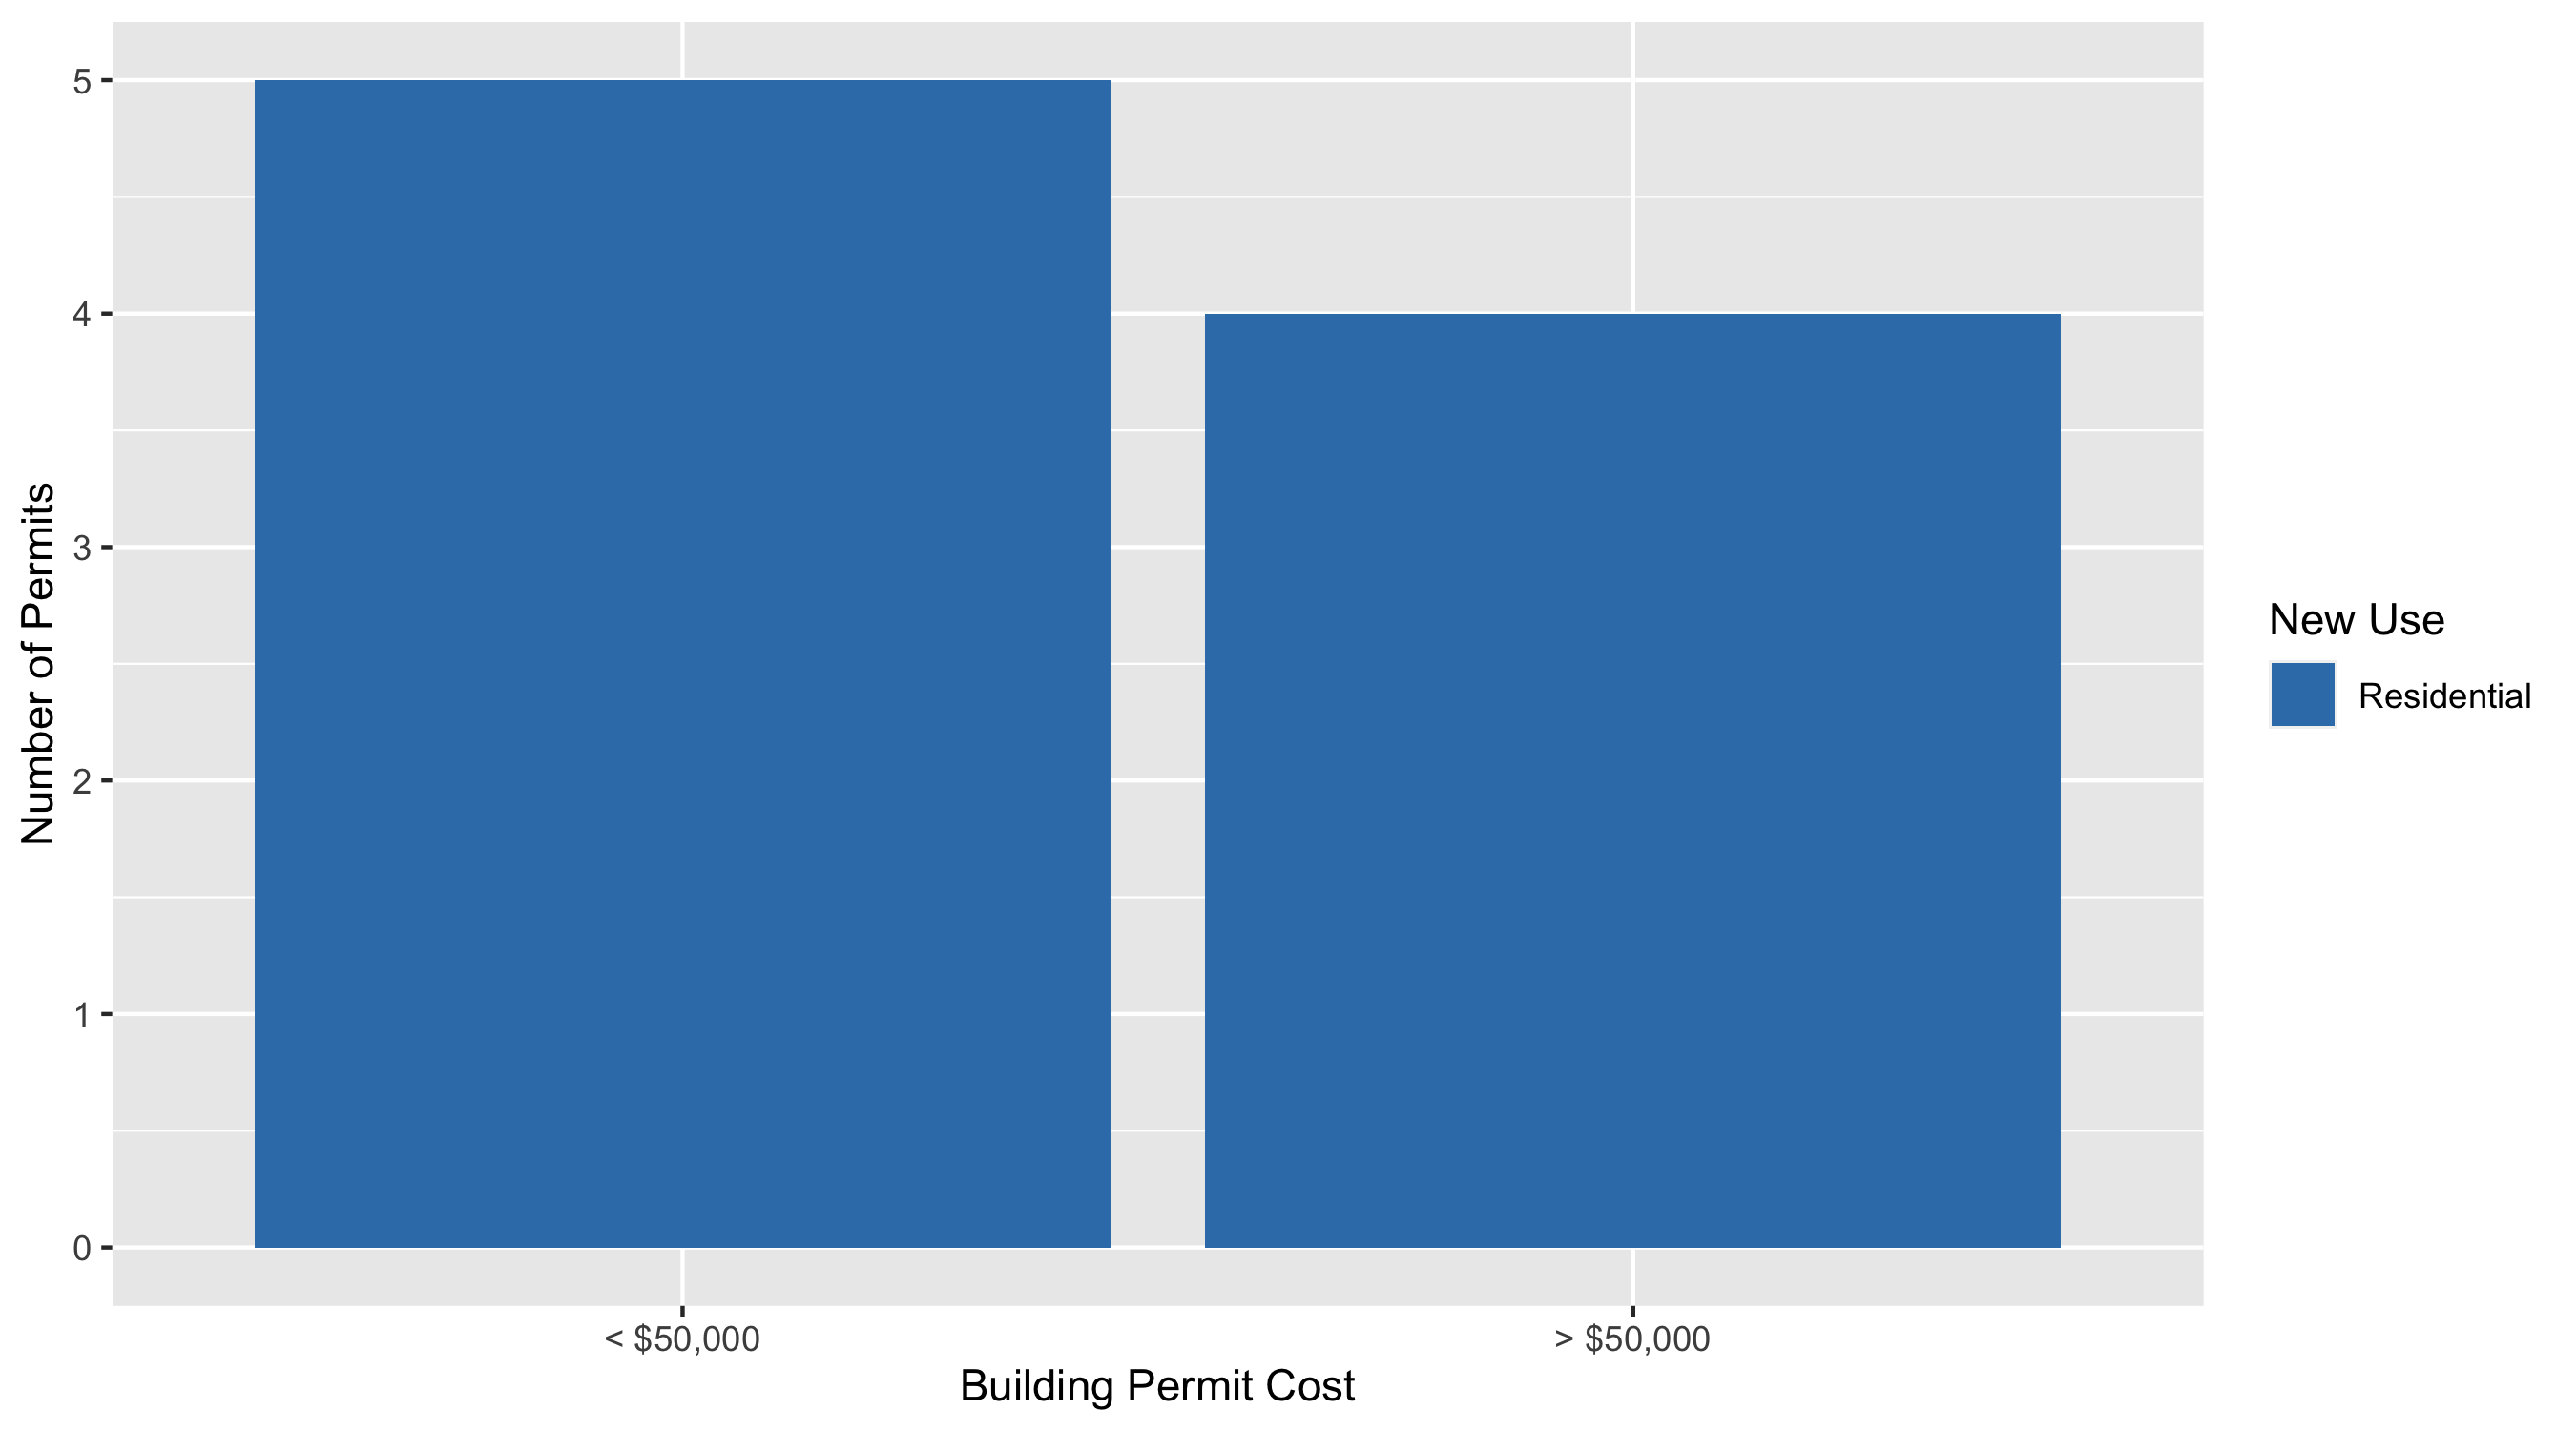 Number of Permits
5
4
3
2
1
0
< $50,000
> $50,000
Building Permit Cost
New Use
Residential